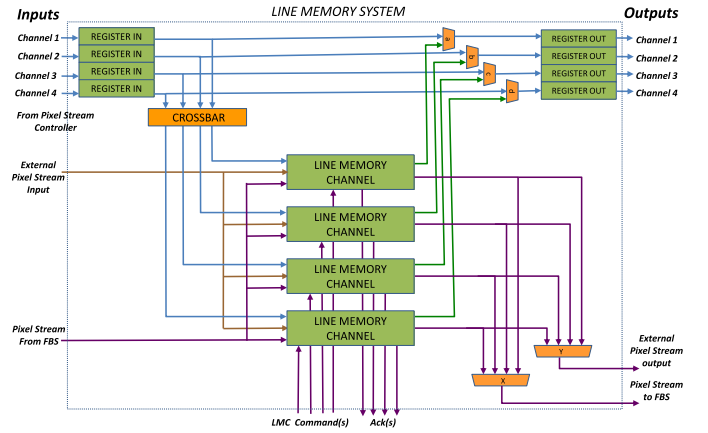 Inputs
LINE MEMORY SYSTEM
Outputs
Channel 1
REGISTER IN
a
REGISTER OUT
Channel 1
Channel 2
REGISTER IN
b
REGISTER OUT
Channel 2
Channel 3
REGISTER IN
c
REGISTER OUT
Channel 3
Channel 4
REGISTER IN
d
REGISTER OUT
Channel 4
From Pixel Stream
Controller
CROSSBAR
External
Pixel Stream
Input
LINE MEMORY
CHANNEL
LINE MEMORY
CHANNEL
LINE MEMORY
CHANNEL
Pixel Stream
From FBS
LINE MEMORY
CHANNEL
Y
External
Pixel Stream
output
X
Pixel Stream
to FBS
LMC Command(s)
Ack(s)